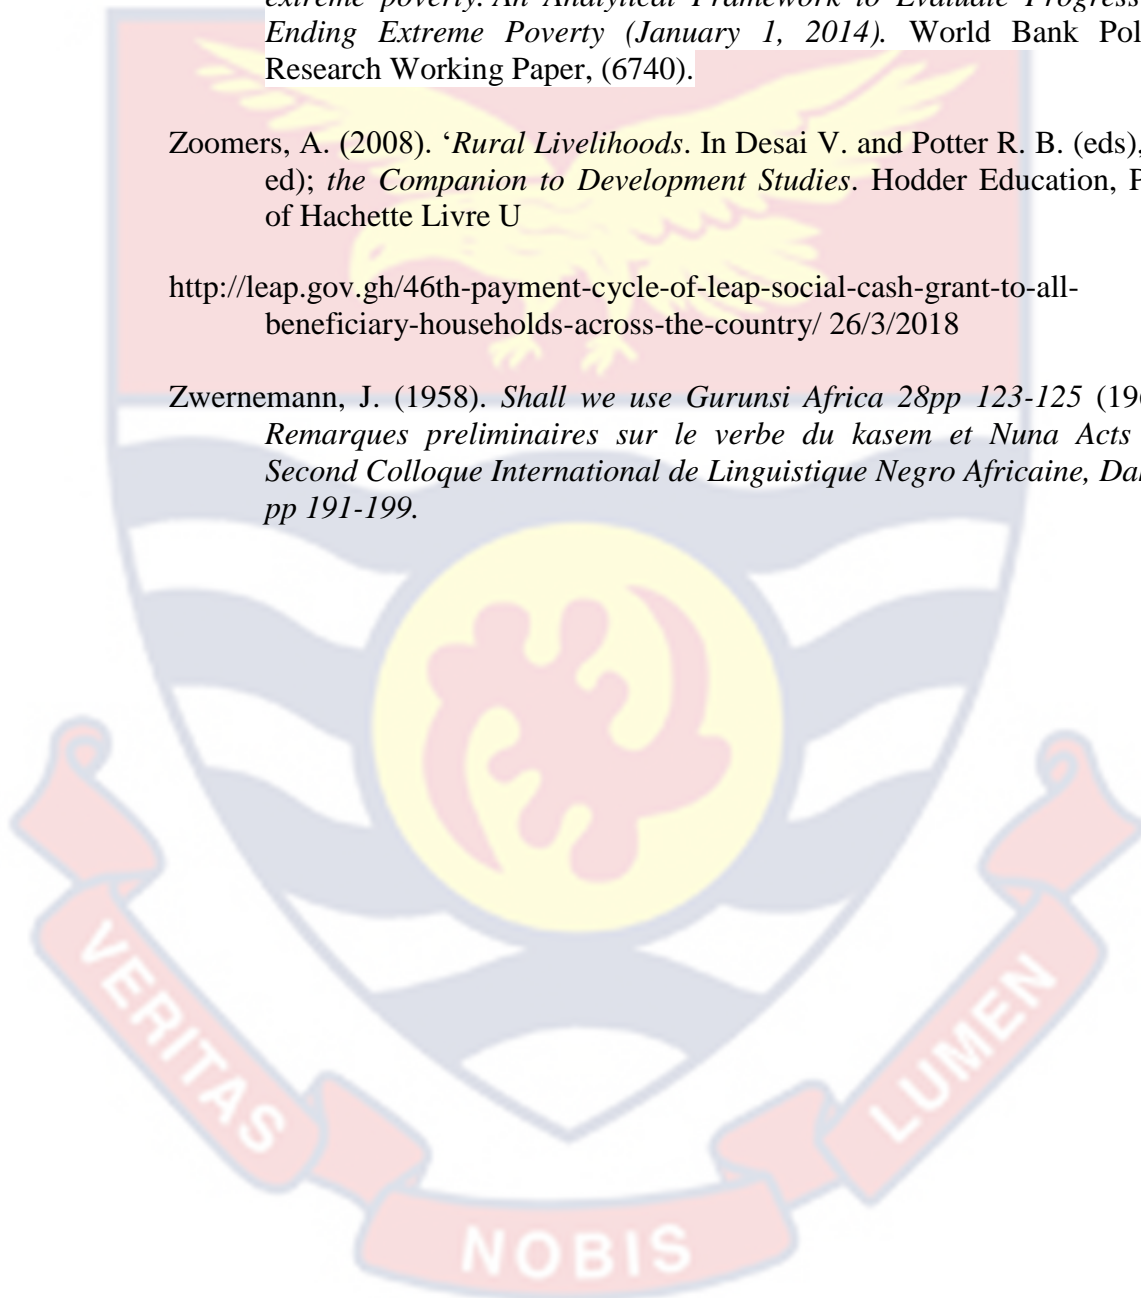 extreme poverty. An Analytical Framework to Evaluate Progress
Ending Extreme Poverty (January 1, 2014). World Bank Pol
Research Working Paper, (6740).
Zoomers, A. (2008). ‘Rural Livelihoods. In Desai V. and Potter R. B. (eds),
ed); the Companion to Development Studies. Hodder Education, P
of Hachette Livre U
http://leap.gov.gh/46th-payment-cycle-of-leap-social-cash-grant-to-all-
beneficiary-households-across-the-country/ 26/3/2018
Zwernemann, J. (1958). Shall we use Gurunsi Africa 28pp 123-125 (196
Remarques preliminaires sur le verbe du kasem et Nuna Acts
Second Colloque International de Linguistique Negro Africaine, Da
pp 191-199.
VERITAS
NOBIS
LUMEN